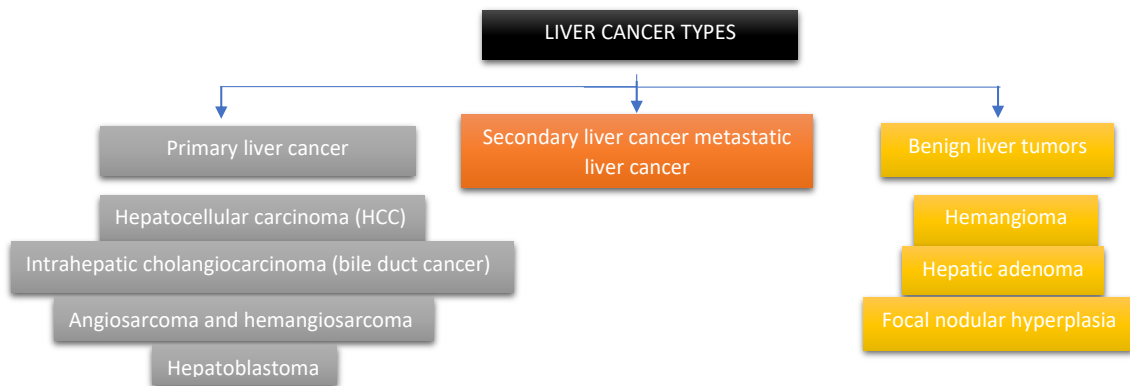 LIVER CANCER TYPES
Primary liver cancer
Hepatocellular carcinoma (HCC)
Intrahepatic cholangiocarcinoma (bile duct cancer)
Angiosarcoma and hemangiosarcoma
Hepatoblastoma
Secondary liver cancer metastatic
liver cancer
Benign liver tumors
Hemangioma
Hepatic adenoma
Focal nodular hyperplasia